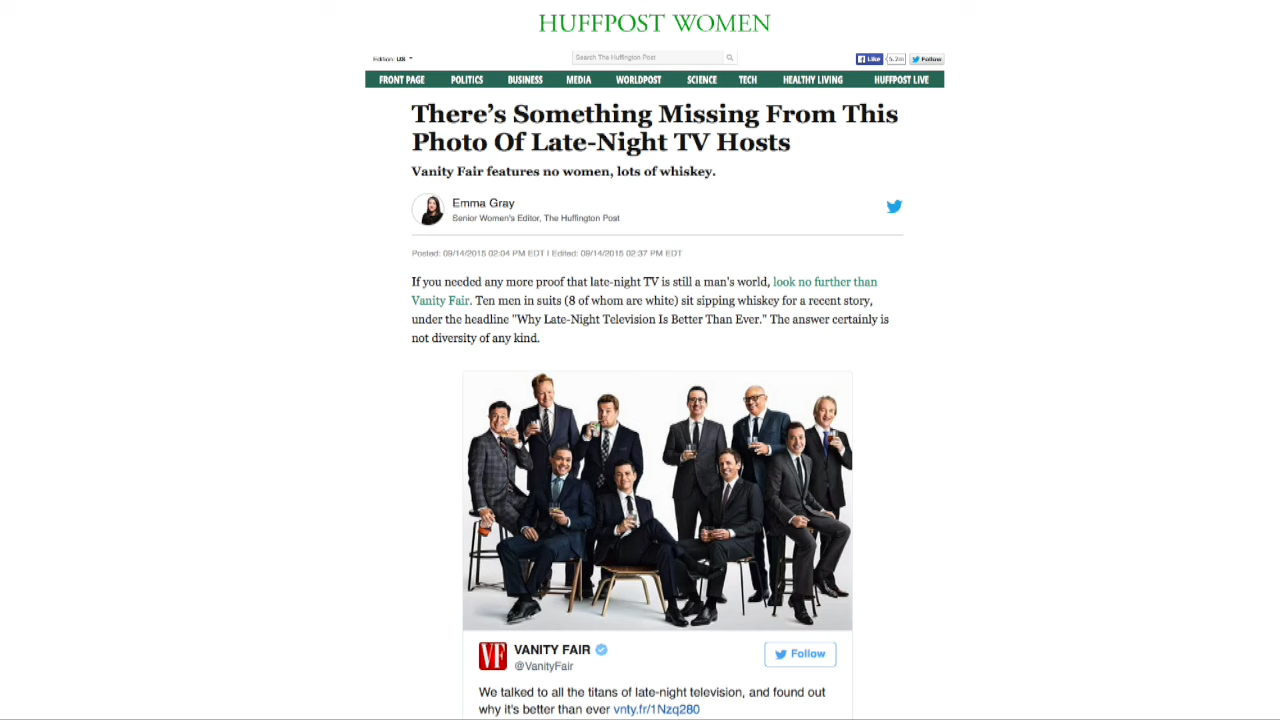 HUFFPOST WOMEN
Edition: US
Search The Huffington Post
Like
5.2m
Follow
FRONT PAGE POLITICS BUSINESS MEDIA WORLDPOST SCIENCE TECH HEALTHY LIVING HUFFPOST LIVE
There's Something Missing From This
Photo Of Late-Night TV Hosts
Vanity Fair features no women, lots of whiskey.
Emma Gray
Senior Women's Editor, The Huffington Post
Posted: 09/14/2015 02:04 PM EDT | Edited: 09/14/2015 02:37 PM EDT
If you needed any more proof that late-night TV is still a man's world, look no further than
Vanity Fair. Ten men in suits (8 of whom are white) sit sipping whiskey for a recent story,
under the headline "Why Late-Night Television Is Better Than Ever." The answer certainly is
not diversity of any kind.
VF
VANITY FAIR
@VanityFair
Follow
We talked to all the titans of late-night television, and found out
why it's better than ever vnty.fr/1Nzq280